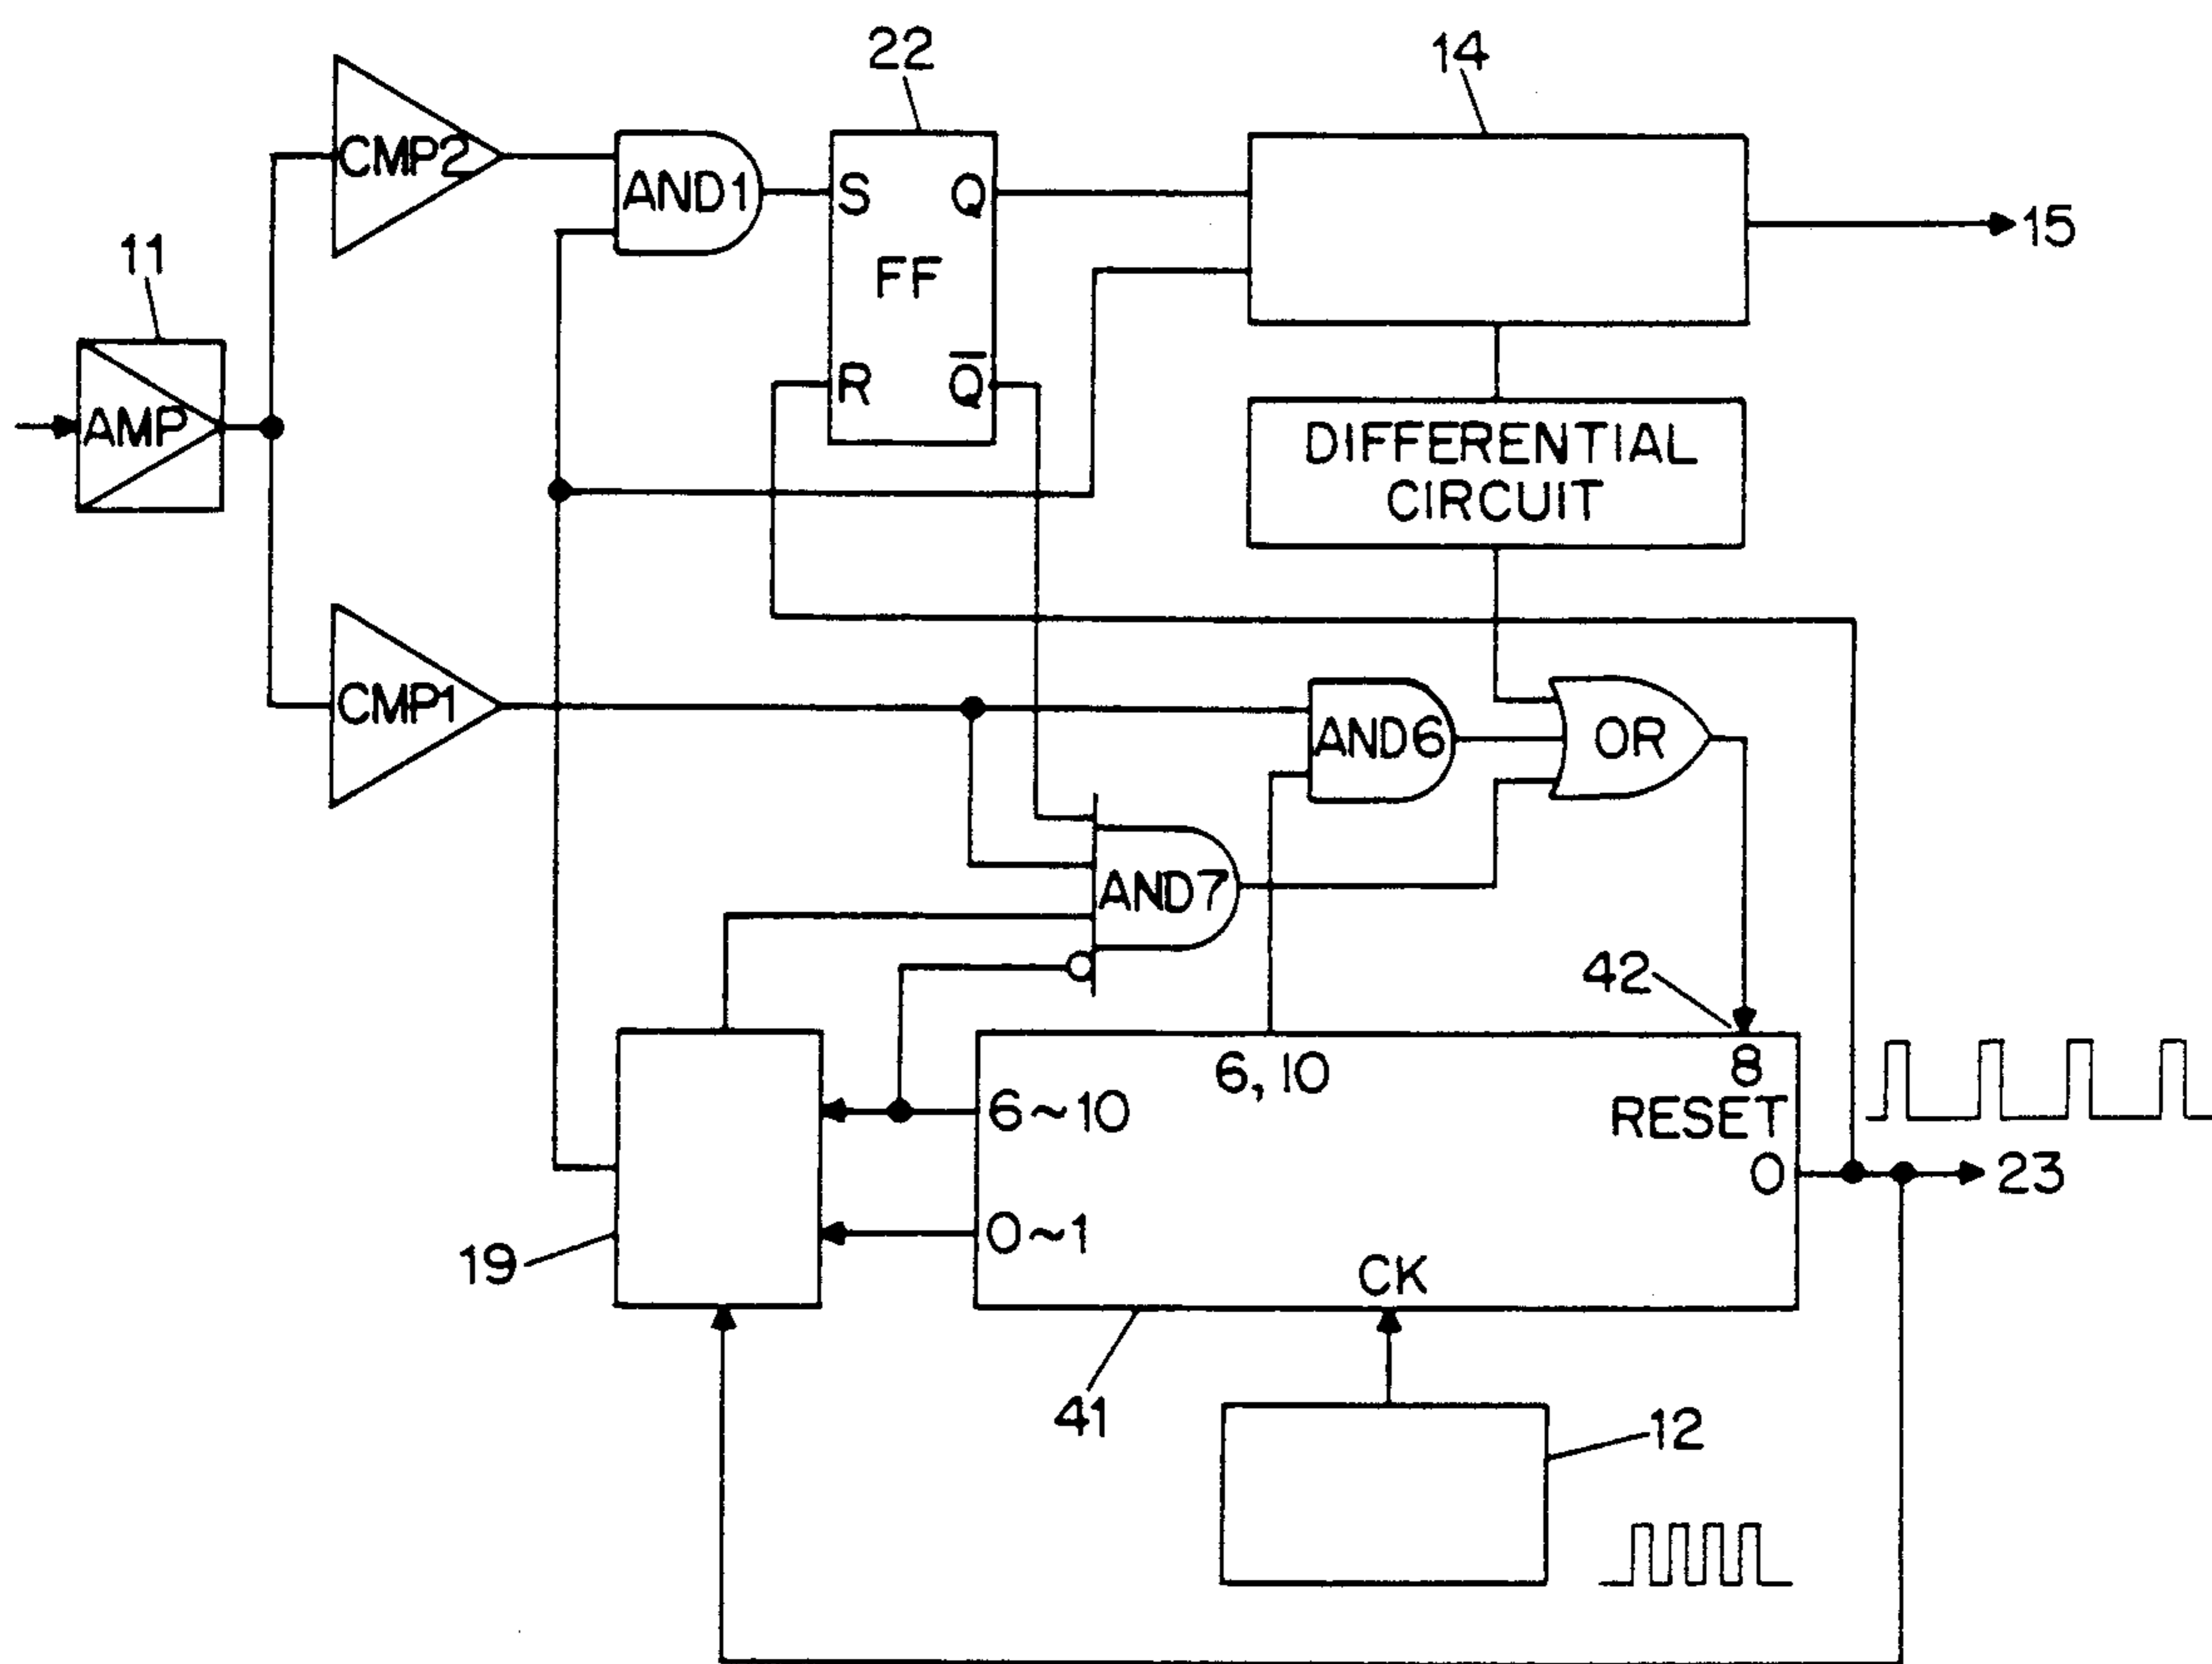 22
14
CMP2
AND1
S
Q
15
11
FF
AMP
R
Q̅
DIFFERENTIAL
CIRCUIT
CMP1
AND6
OR
AND7
42
6, 10
8
6~10
RESET
0
23
19
0~1
CK
41
12